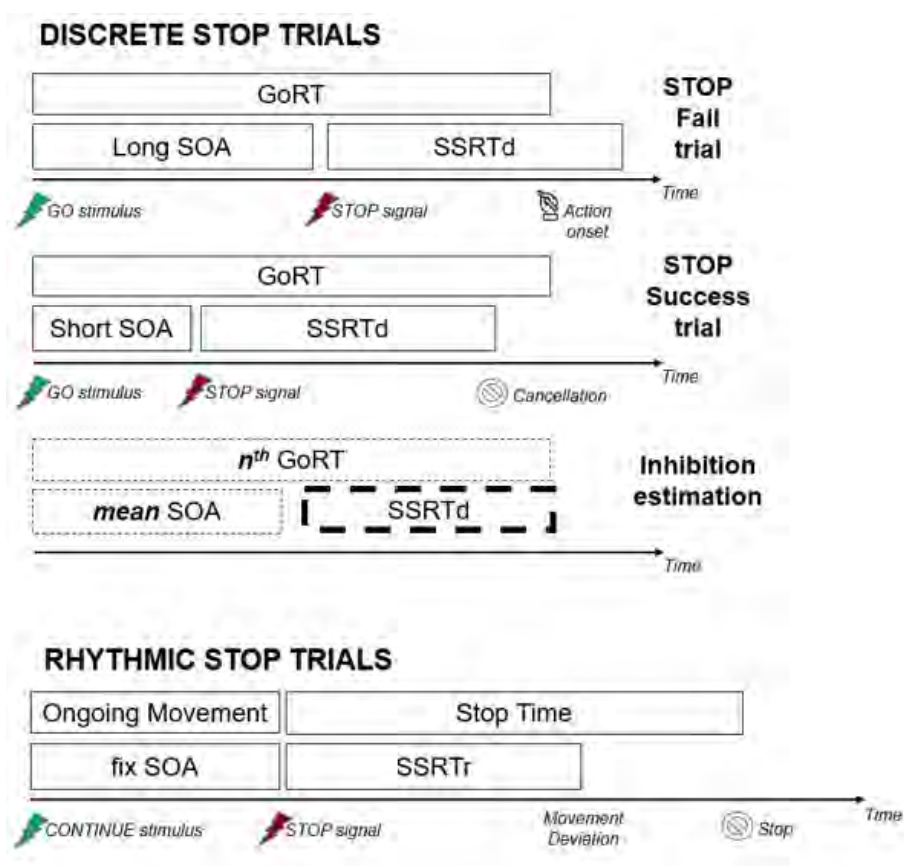 DISCRETE STOP TRIALS
GoRT
Long SOA
SSRTd
STOP
Fail
trial
Time
GO stimulus
STOP signal
Action
onset
GoRT
Short SOA
SSRTd
STOP
Success
trial
Time
GO stimulus
STOP signal
Cancellation
nth GoRT
mean SOA
SSRTd
Inhibition
estimation
Time
RHYTHMIC STOP TRIALS
Ongoing Movement
Stop Time
fix SOA
SSRTr
Time
CONTINUE stimulus
STOP signal
Movement
Deviation
Stop